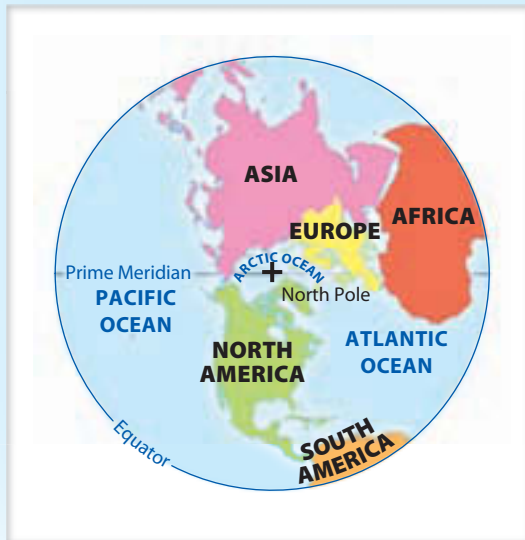 ASIA
AFRICA
EUROPE
ARCTIC OCEAN
Prime Meridian
North Pole
PACIFIC
OCEAN
ATLANTIC
OCEAN
NORTH
AMERICA
SOUTH
AMERICA
Equator